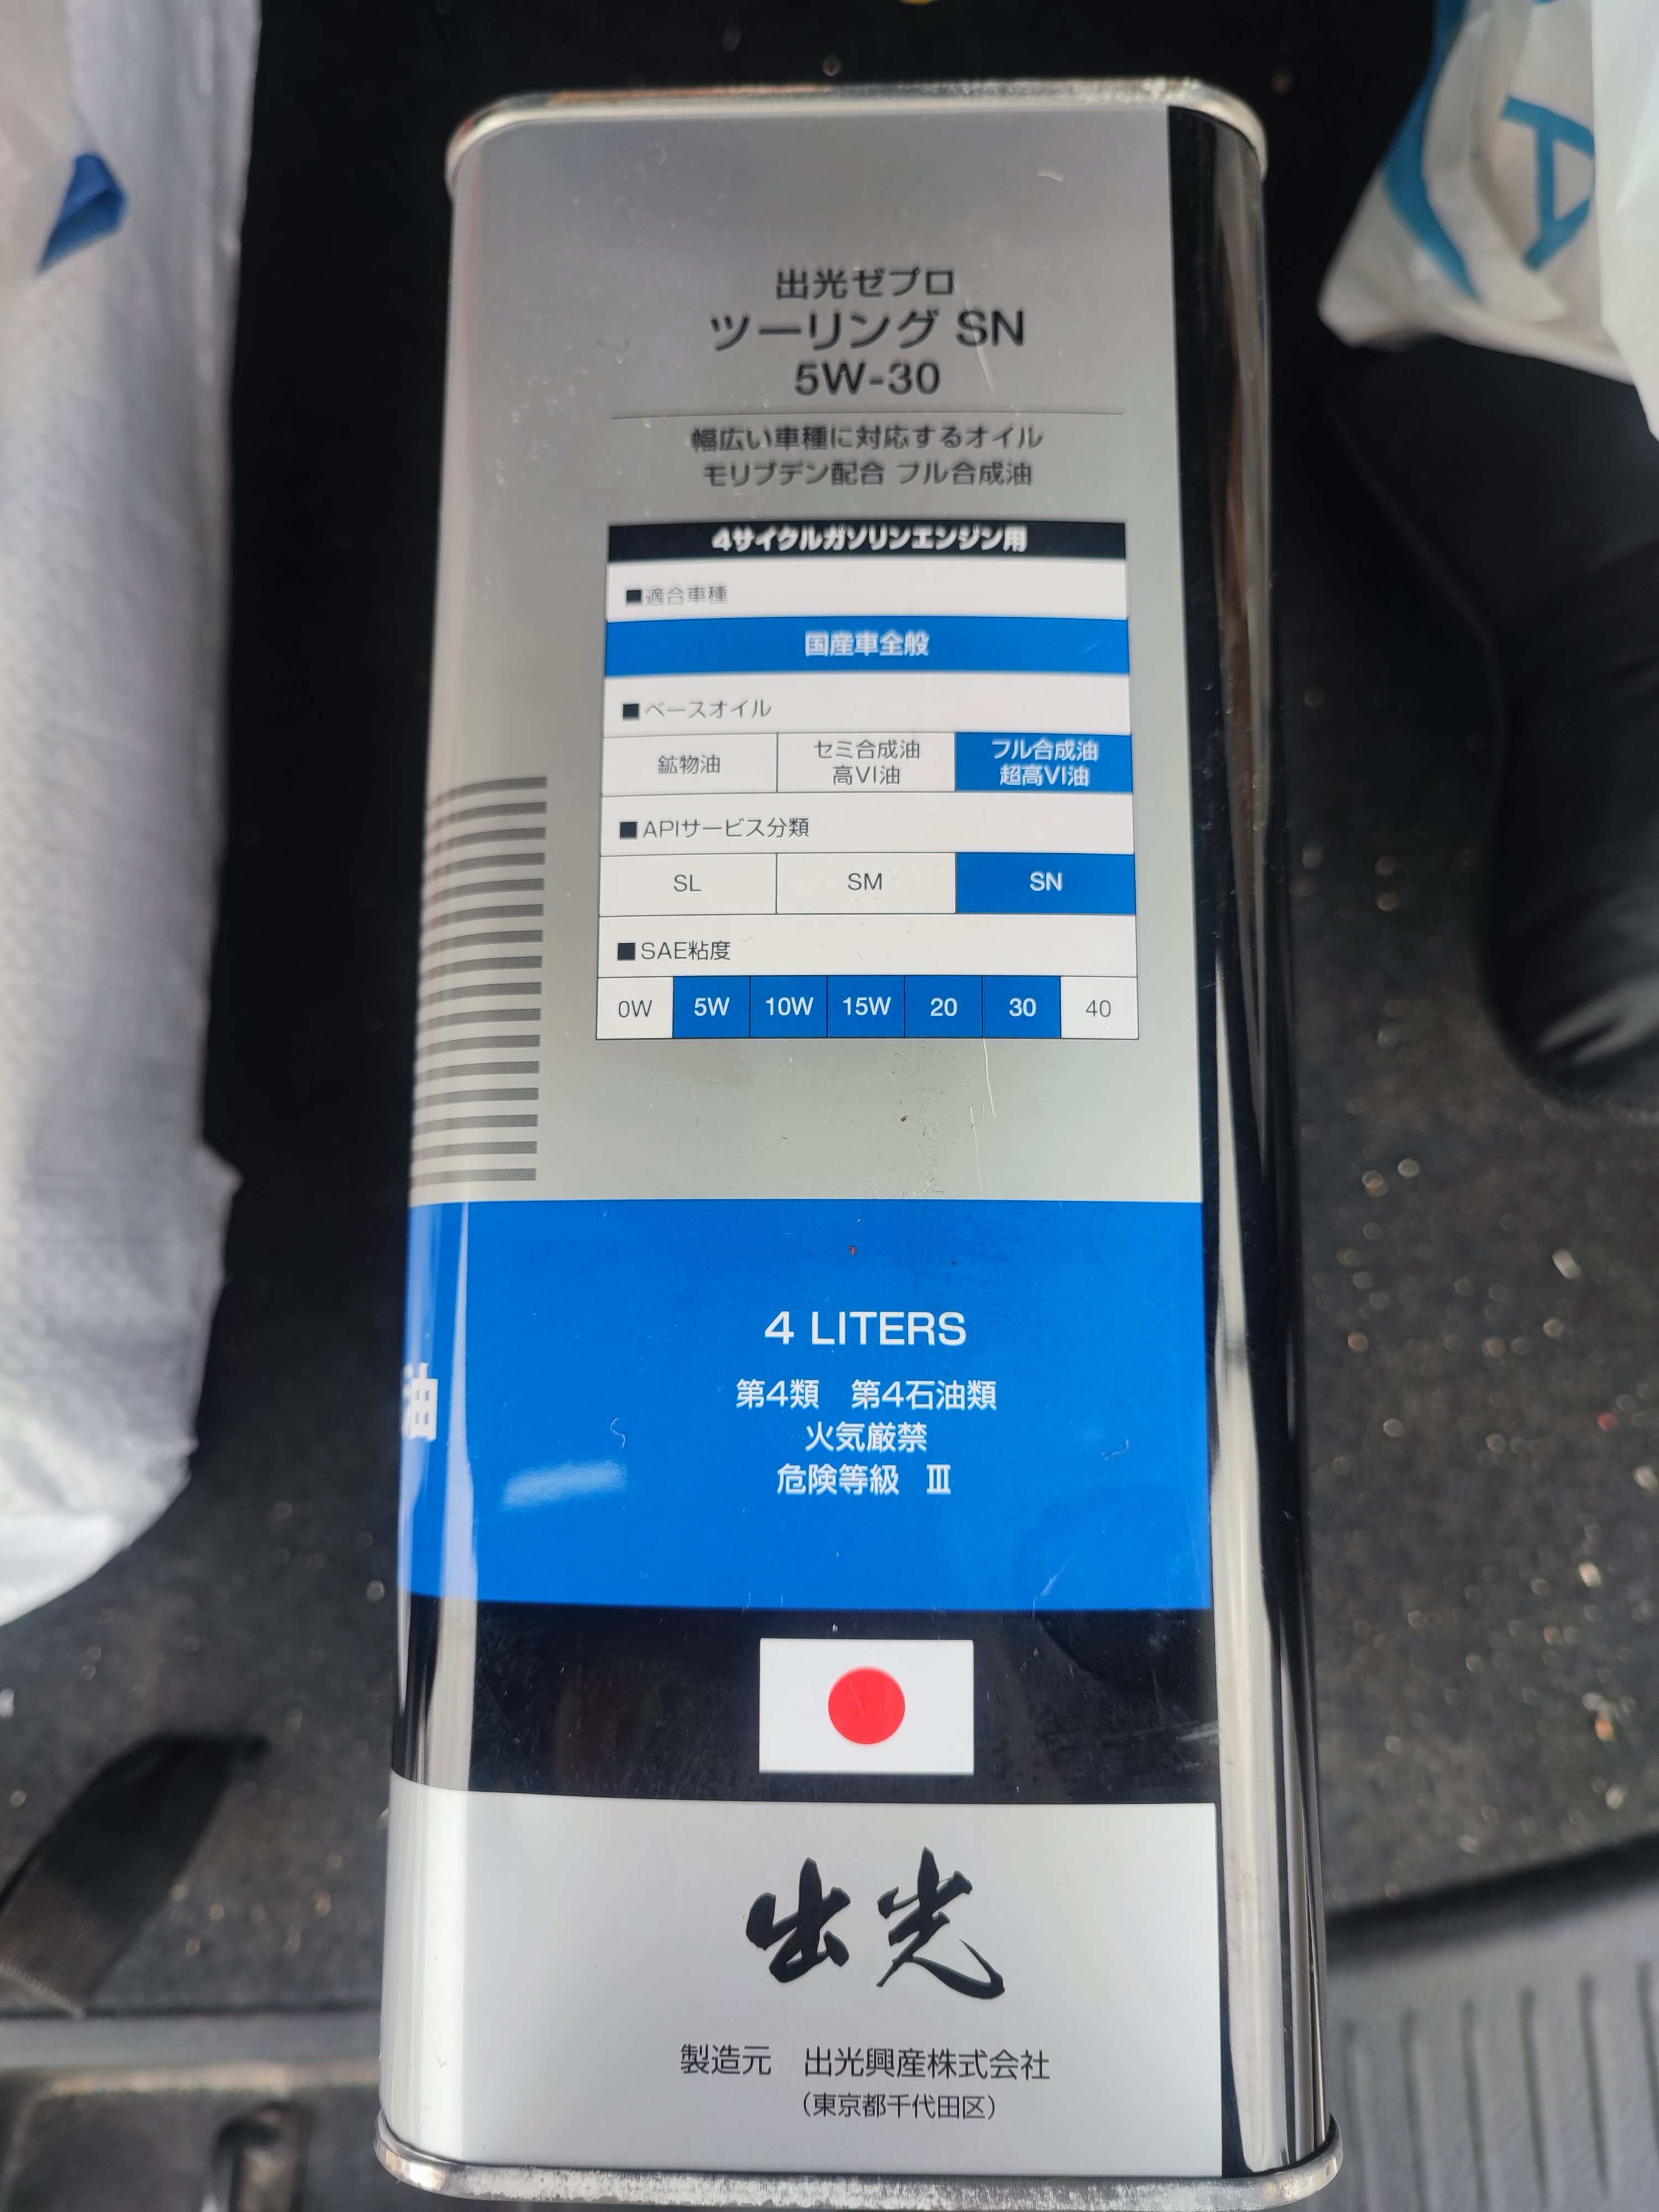 出光ゼプロ
ツーリング SN
5W-30
幅広い車種に対応するオイル
モリブデン配合 フル合成油
4サイクルガソリンエンジン用
■適合車種
国産車全般
■ベースオイル
鉱物油 セミ合成油 高VI油 フル合成油 超高VI油
■APIサービス分類
SL SM SN
■SAE粘度
0W 5W 10W 15W 20 30 40
4 LITERS
第4類 第4石油類
火気厳禁
危険等級 Ⅲ
油
出光
製造元 出光興産株式会社
(東京都千代田区)
A